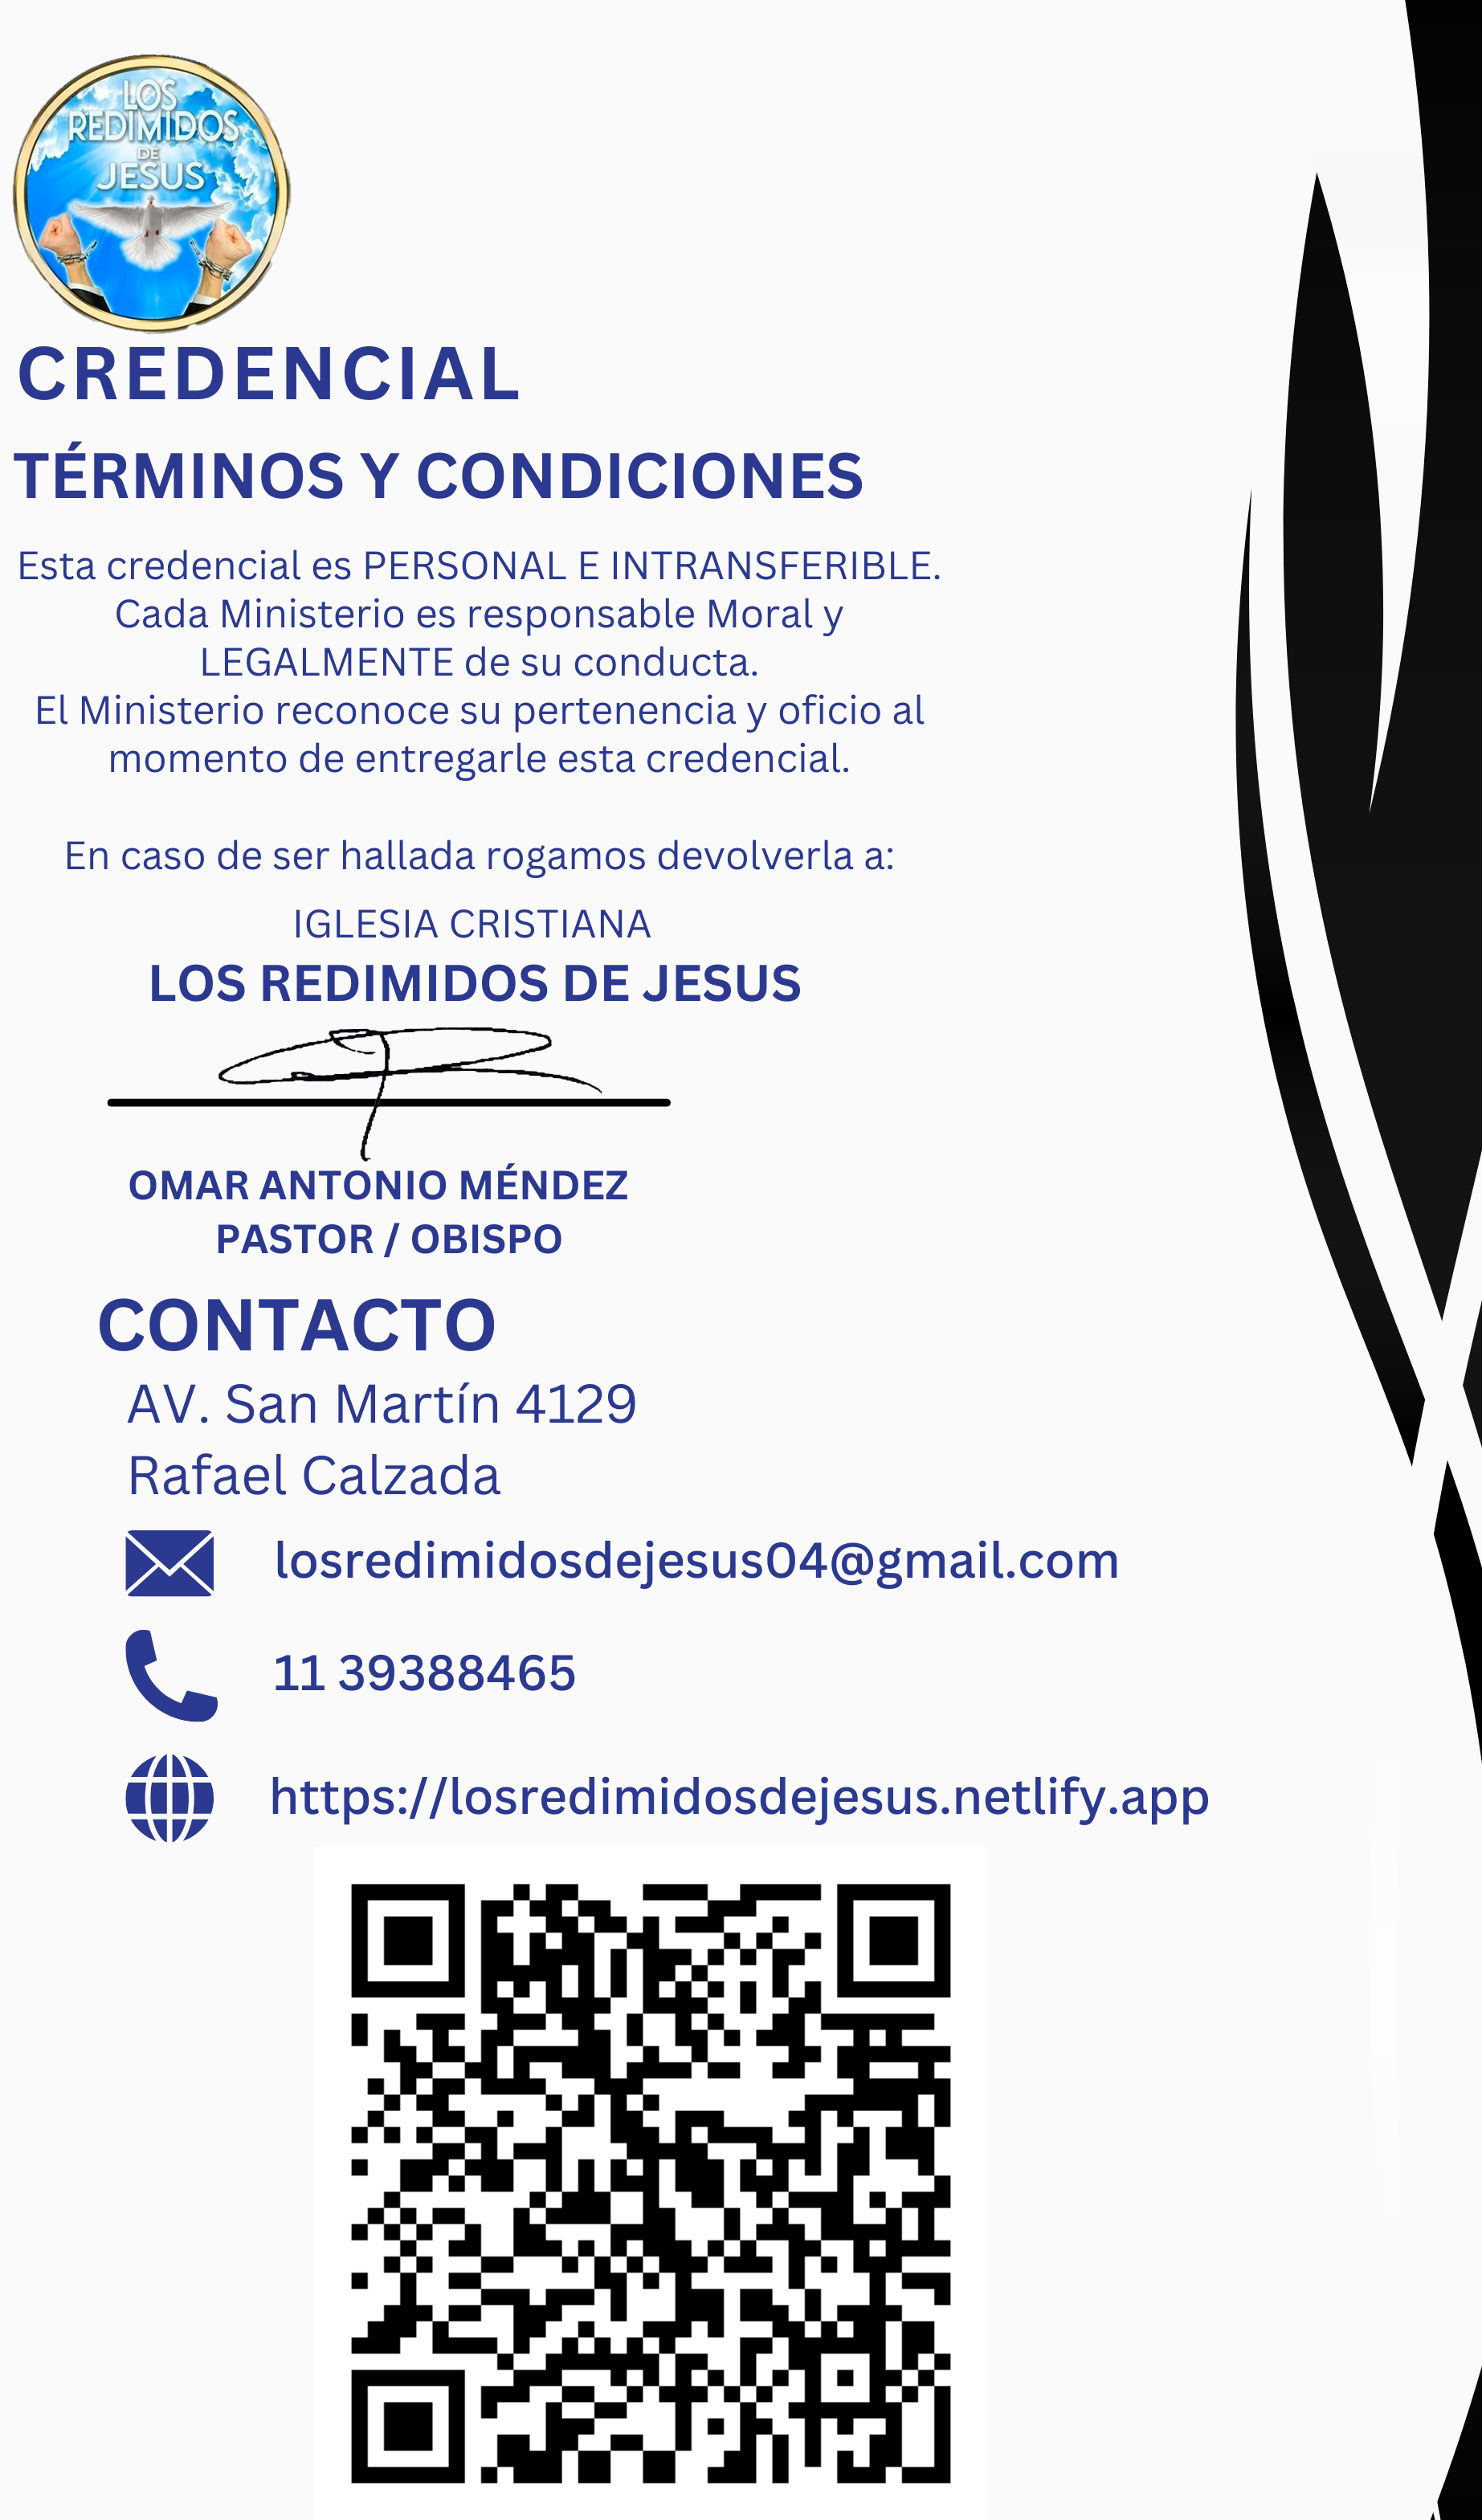 LOS
REDIMIDOS
DE
JESUS
CREDENCIAL
TÉRMINOS Y CONDICIONES
Esta credencial es PERSONAL E INTRANSFERIBLE.
Cada Ministerio es responsable Moral y
LEGALMENTE de su conducta.
El Ministerio reconoce su pertenencia y oficio al
momento de entregarle esta credencial.
En caso de ser hallada rogamos devolverla a:
IGLESIA CRISTIANA
LOS REDIMIDOS DE JESUS
OMAR ANTONIO MÉNDEZ
PASTOR / OBISPO
CONTACTO
AV. San Martín 4129
Rafael Calzada
losredimidosdejesus04@gmail.com
11 39388465
https://losredimidosdejesus.netlify.app